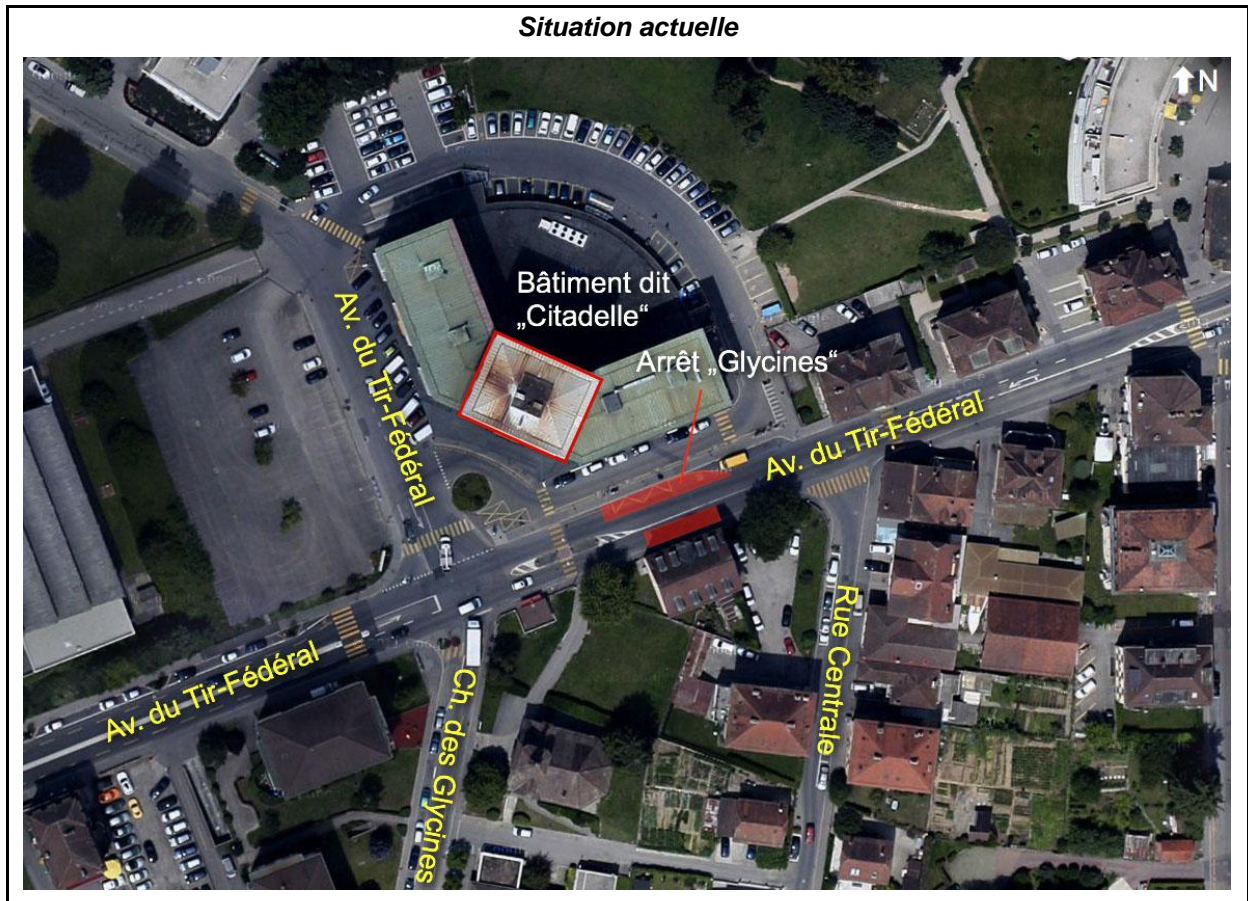 Situation actuelle
N
Bâtiment dit
„Citadelle“
Arrêt „Glycines“
Av. du Tir-Fédéral
Av. du Tir-Fédéral
Av. du Tir-Fédéral
Rue Centrale
Ch. des Glycines